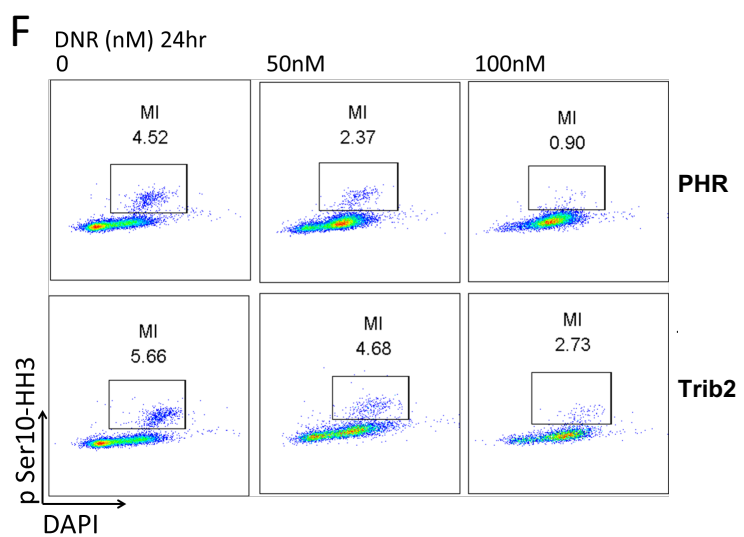 F
DNR (nM) 24hr
0 50nM 100nM
MI MI MI
4.52 2.37 0.90
PHR
MI MI MI
5.66 4.68 2.73
Trib2
p Ser10-HH3
DAPI